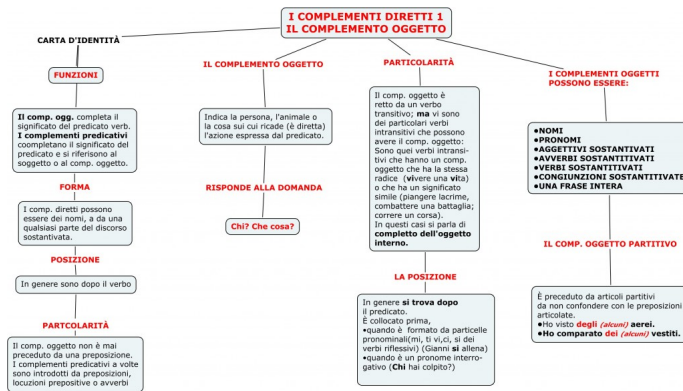 I COMPLEMENTI DIRETTI 1
IL COMPLEMENTO OGGETTO
CARTA D'IDENTITÀ
FUNZIONI
Il comp. ogg. completa il
significato del predicato verb.
I complementi predicativi
completano il significato del
predicato e si riferisono al
soggetto o al comp. oggetto.
FORMA
I comp. diretti possono
essere dei nomi, a da una
qualsiasi parte del discorso
sostantivata.
POSIZIONE
In genere sono dopo il verbo
PARTCOLARITÀ
Il comp. oggetto non è mai
preceduto da una preposizione.
I complementi predicativi a volte
sono introdotti da preposizioni,
locuzioni prepositive o avverbi
IL COMPLEMENTO OGGETTO
Indica la persona, l'animale o
la cosa sui cui ricade (è diretta)
l'azione espressa dal predicato.
RISPONDE ALLA DOMANDA
Chi? Che cosa?
PARTICOLARITÀ
Il comp. oggetto è
retto da un verbo
transitivo; ma vi sono
dei particolari verbi
intransitivi che possono
avere il comp. oggetto:
Sono quei verbi intransi-
tivi che hanno un comp.
oggetto che ha la stessa
radice (vivere una vita)
o che ha un significato
simile (piangere lacrime,
combattere una battaglia;
correre un corsa).
In questi casi si parla di
completto dell'oggetto
interno.
LA POSIZIONE
In genere si trova dopo
il predicato.
È collocato prima,
•quando è formato da particelle
pronominali(mi, ti vi,ci, si dei
verbi riflessivi) (Gianni si allena)
•quando è un pronome interro-
gativo (Chi hai colpito?)
I COMPLEMENTI OGGETTI
POSSONO ESSERE:
•NOMI
•PRONOMI
•AGGETTIVI SOSTANTIVATI
•AVVERBI SOSTANTITIVATI
•VERBI SOSTANTITIVATI
•CONGIUNZIONI SOSTANTITIVATE
•UNA FRASE INTERA
IL COMP. OGGETTO PARTITIVO
È preceduto da articoli partitivi
da non confondere con le preposizioni
articolate.
•Ho visto degli (alcuni) aerei.
•Ho comparato dei (alcuni) vestiti.